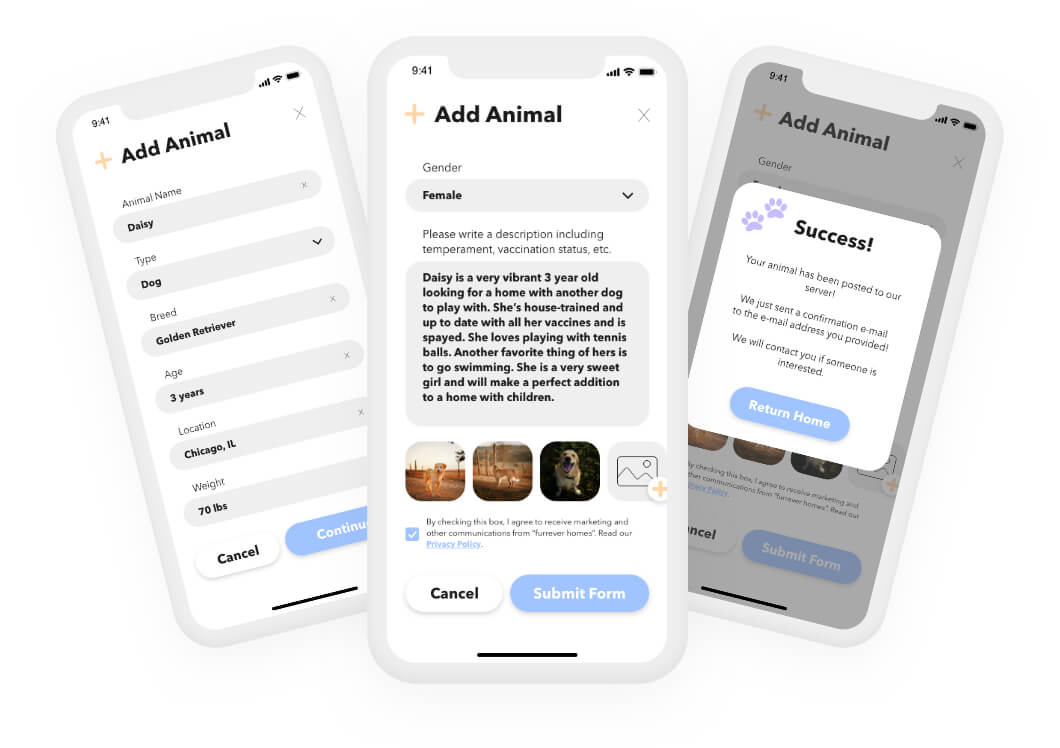 9:41
Add Animal
Animal Name
Daisy
Type
Dog
Breed
Golden Retriever
Age
3 years
Location
Chicago, IL
Weight
70 lbs
Cancel
9:41
Add Animal
Gender
Female
Please write a description including
temperament, vaccination status, etc.
Daisy is a very vibrant 3 year old
looking for a home with another dog
to play with. She's house-trained and
up to date with all her vaccines and is
spayed. She loves playing with tennis
balls. Another favorite thing of hers is
to go swimming. She is a very sweet
girl and will make a perfect addition
to a home with children.
By checking this box, I agree to receive marketing and
other communications from "furrever homes". Read our
Privacy Policy.
Cancel
Submit Form
9:41
Add Animal
Gender
Success!
Your animal has been posted to our
server!
We just sent a confirmation e-mail
to the e-mail address you provided!
We will contact you if someone is
interested.
Return Home
By checking this box, I agree to receive marketing and
other communications from "furrever homes". Read our
Submit Form